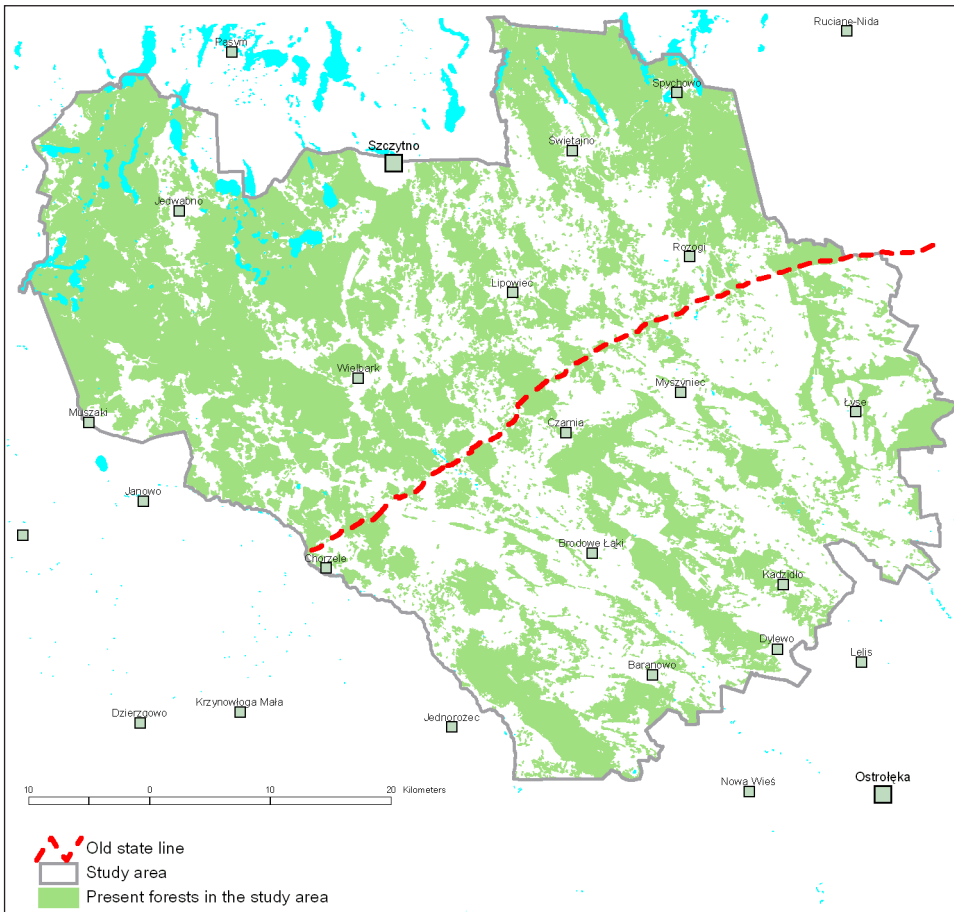 Ruciane-Nida
Pasym
Spychowo
Szczytno
Świętajno
Jedwabno
Rozogi
Lipowiec
Wielbark
Myszyniec
Muszaki
Łyse
Czarnia
Janowo
Brodowe Łąki
Chorzele
Kadzidło
Dylewo
Lelis
Baranowo
Krzynowłoga Mała
Dzierzgowo
Jednorożec
Nowa Wieś
Ostrołęka
10 0 10 20 Kilometers
Old state line
Study area
Present forests in the study area